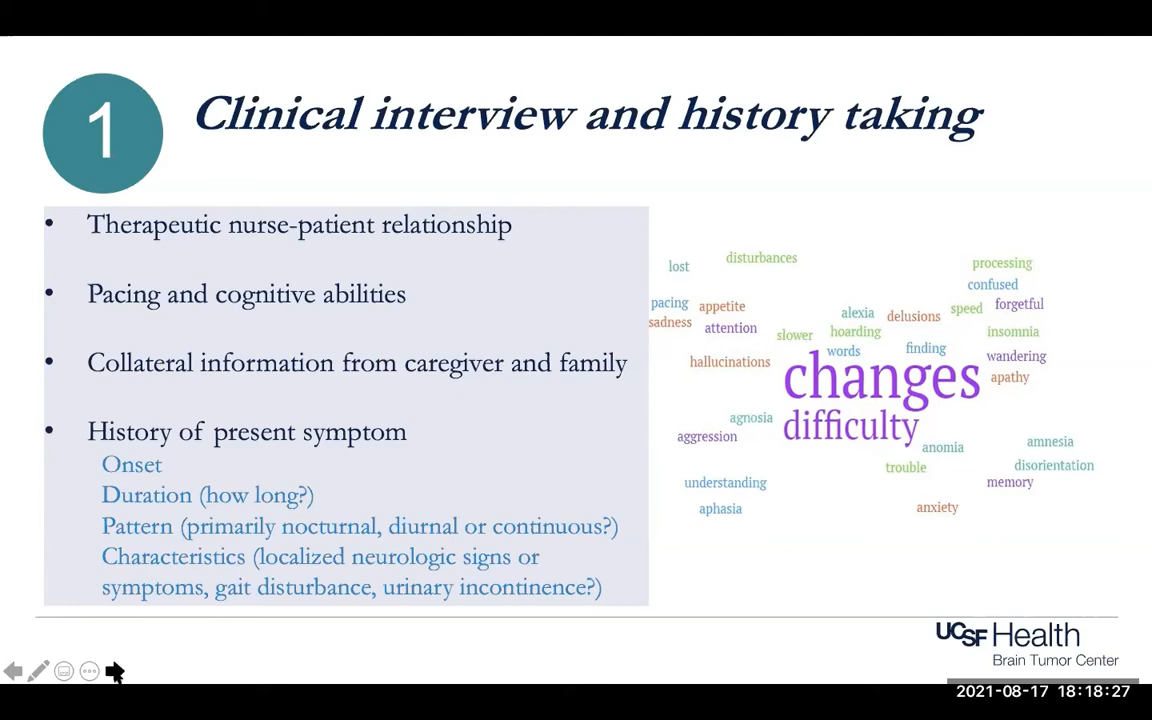 1
Clinical interview and history taking
• Therapeutic nurse-patient relationship
• Pacing and cognitive abilities
• Collateral information from caregiver and family
• History of present symptom
Onset
Duration (how long?)
Pattern (primarily nocturnal, diurnal or continuous?)
Characteristics (localized neurologic signs or
symptoms, gait disturbance, urinary incontinence?)
lost
disturbances
processing
confused
pacing
appetite
speed
forgetful
sadness
attention
slower
alexia
hoarding
delusions
insomnia
hallucinations
words
finding
wandering
changes
apathy
agnosia
difficulty
aggression
anomia
amnesia
trouble
disorientation
understanding
memory
aphasia
anxiety
UCSF Health
Brain Tumor Center
2021-08-17 18:18:27